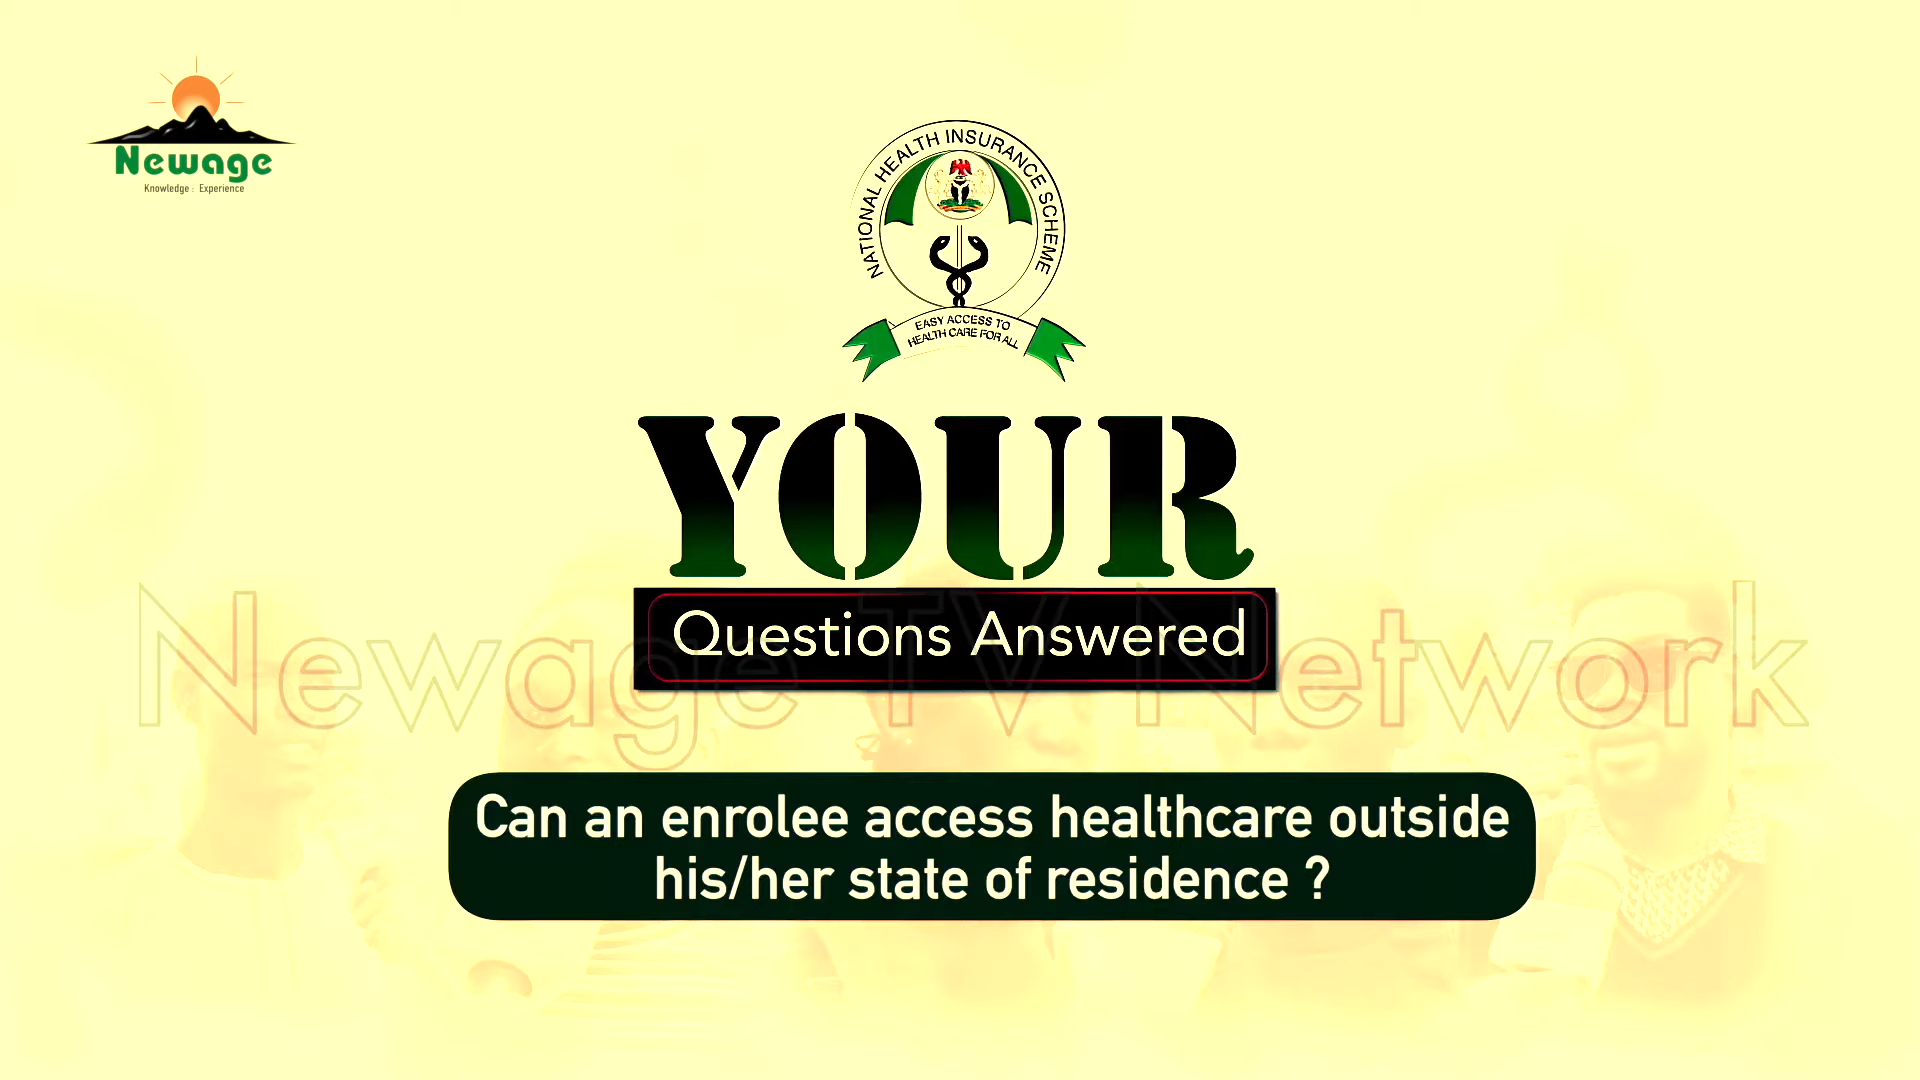 Newage
Knowledge : Experience
NATIONAL HEALTH INSURANCE SCHEME
EASY ACCESS TO
HEALTH CARE FOR ALL
YOUR
Questions Answered
Newage TV Network
Can an enrolee access healthcare outside
his/her state of residence ?